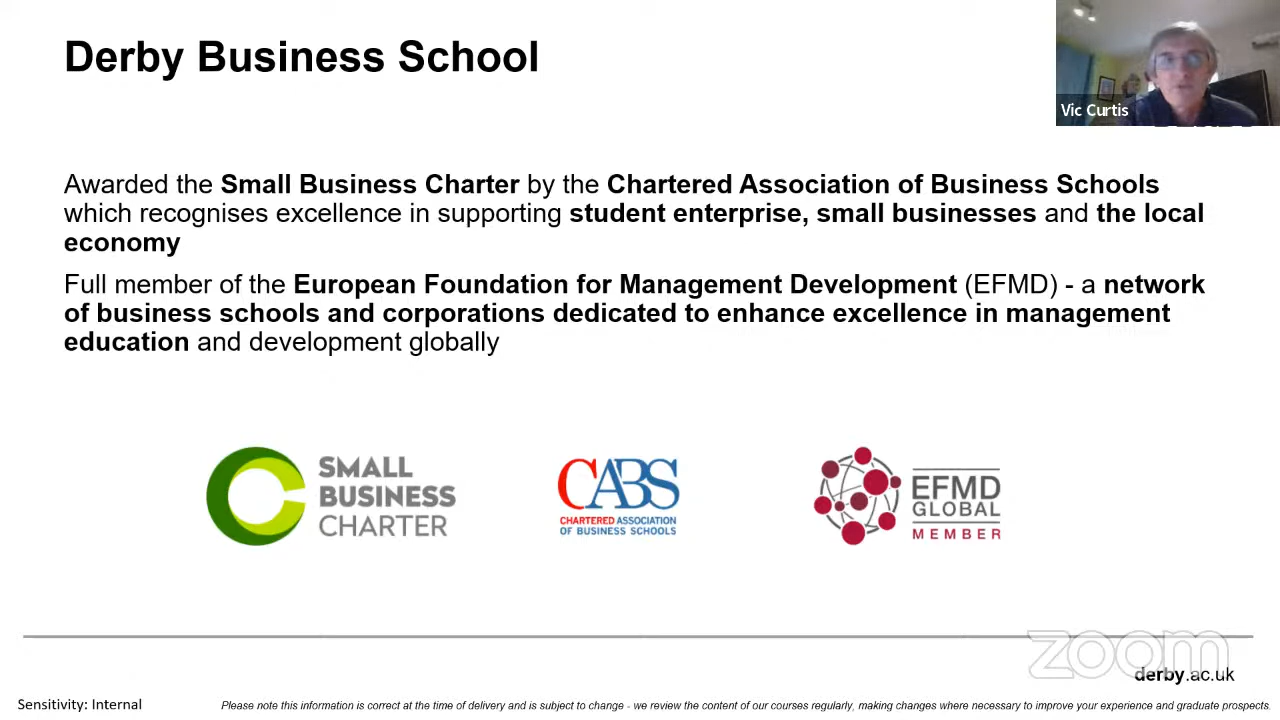 Derby Business School
Vic Curtis
Awarded the Small Business Charter by the Chartered Association of Business Schools
which recognises excellence in supporting student enterprise, small businesses and the local
economy
Full member of the European Foundation for Management Development (EFMD) - a network
of business schools and corporations dedicated to enhance excellence in management
education and development globally
SMALL
BUSINESS
CHARTER
CABS
CHARTERED ASSOCIATION
OF BUSINESS SCHOOLS
EFMD
GLOBAL
MEMBER
zoom
derby.ac.uk
Sensitivity: Internal
Please note this information is correct at the time of delivery and is subject to change - we review the content of our courses regularly, making changes where necessary to improve your experience and graduate prospects.